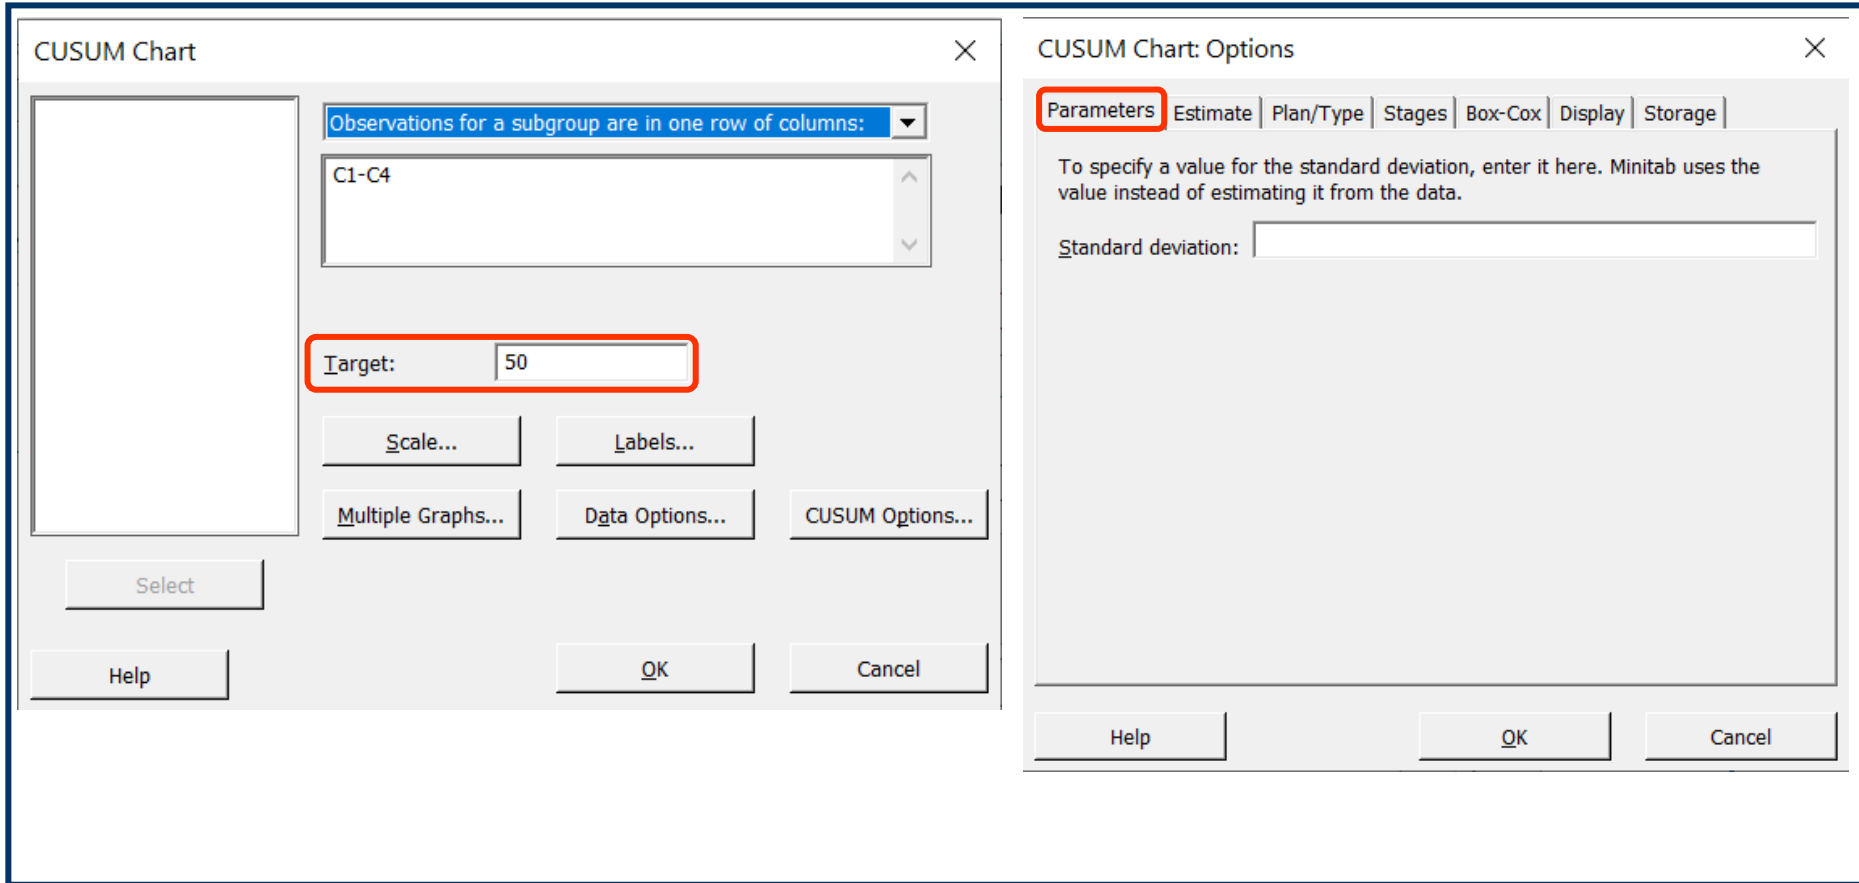 CUSUM Chart
Observations for a subgroup are in one row of columns:
C1-C4
Target:
50
Scale...
Labels...
Multiple Graphs...
Data Options...
CUSUM Options...
Select
Help
OK
Cancel
CUSUM Chart: Options
Parameters
Estimate
Plan/Type
Stages
Box-Cox
Display
Storage
To specify a value for the standard deviation, enter it here. Minitab uses the
value instead of estimating it from the data.
Standard deviation:
Help
OK
Cancel